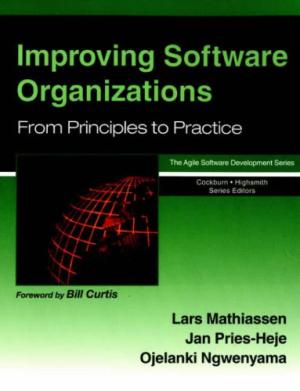 Improving Software
Organizations
From Principles to Practice
The Agile Software Development Series
Cockburn • Highsmith
Series Editors
Foreword by Bill Curtis
Lars Mathiassen
Jan Pries-Heje
Ojelanki Ngwenyama